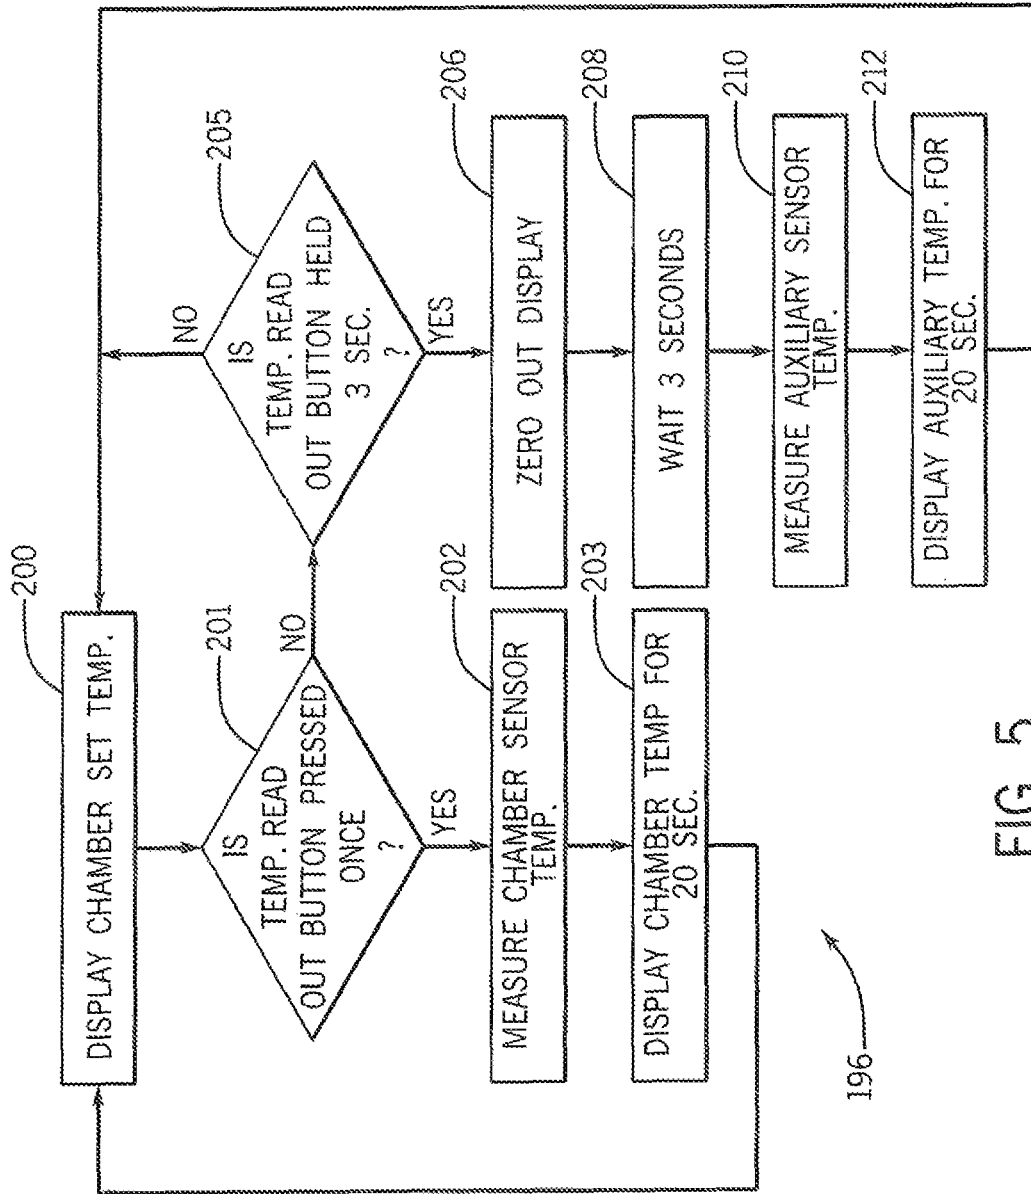 200
DISPLAY CHAMBER SET TEMP.
201
IS
TEMP. READ
OUT BUTTON PRESSED
ONCE
?
NO
YES
202
MEASURE CHAMBER SENSOR
TEMP.
203
DISPLAY CHAMBER TEMP FOR
20 SEC.
205
IS
TEMP. READ
OUT BUTTON HELD
3 SEC.
?
NO
YES
206
ZERO OUT DISPLAY
208
WAIT 3 SECONDS
210
MEASURE AUXILIARY SENSOR
TEMP.
212
DISPLAY AUXILIARY TEMP. FOR
20 SEC.
196
FIG. 5